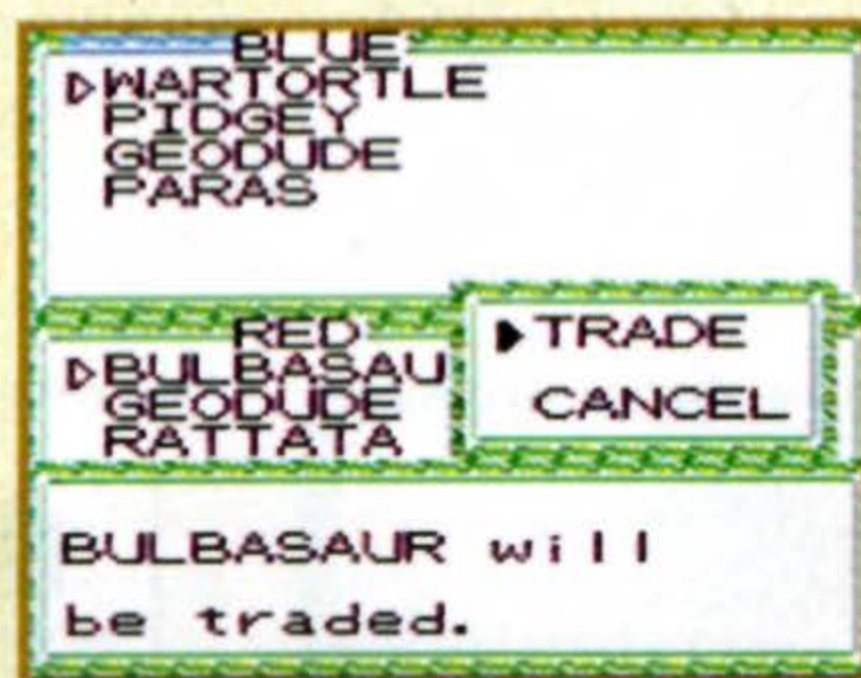 BLUE
WARTORTLE
PIDGEY
GEODUDE
PARAS
RED
BULBASAU
GEODUDE
RATTATA
TRADE
CANCEL
BULBASAUR will
be traded.